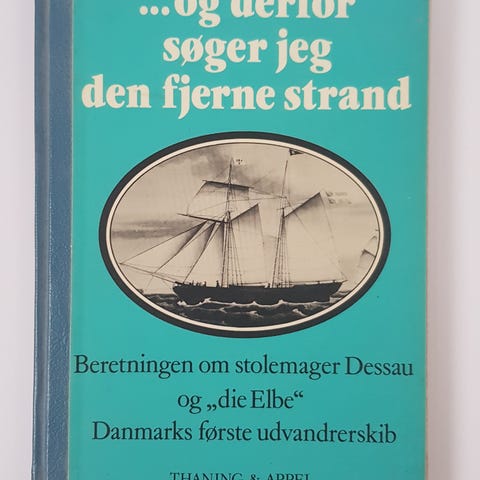 ...og derfor
søger jeg
den fjerne strand
Beretningen om stolemager Dessau
og „die Elbe“
Danmarks første udvandrerskib
THANING & APPEL